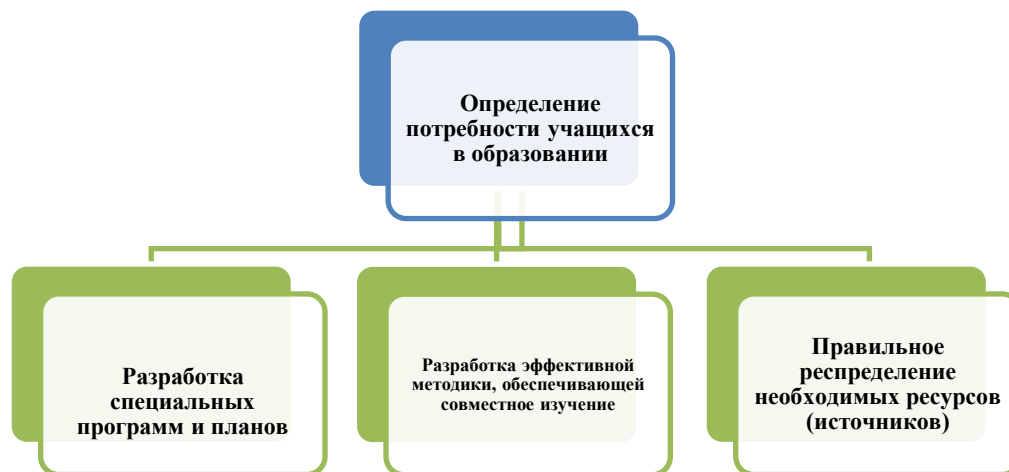 Определение
потребности учащихся
в образовании
Разработка
специальных
программ и планов
Разработка эффективной
методики, обеспечивающей
совместное изучение
Правильное
респределение
необходимых ресурсов
(источников)